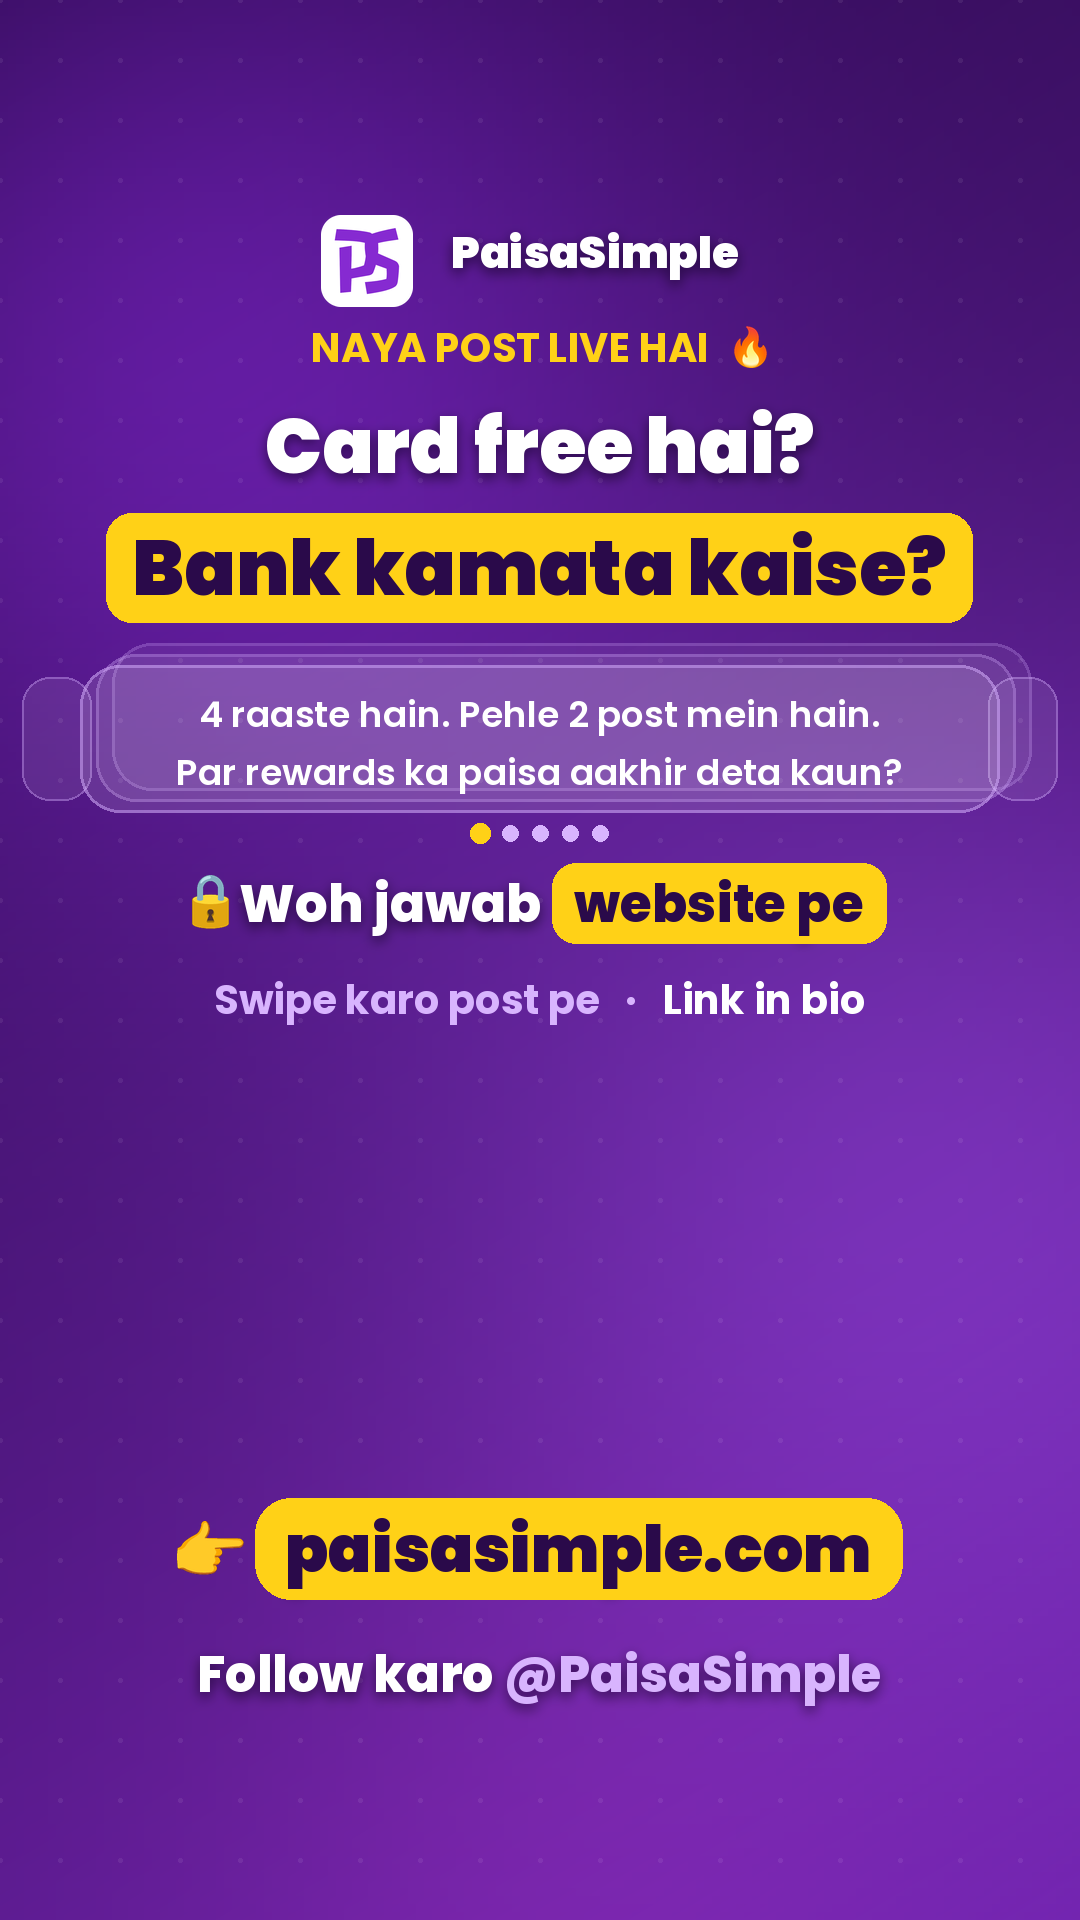 PS PaisaSimple
NAYA POST LIVE HAI 🔥
Card free hai?
Bank kamata kaise?
4 raaste hain. Pehle 2 post mein hain.
Par rewards ka paisa aakhir deta kaun?
🔒Woh jawab website pe
Swipe karo post pe • Link in bio
👉 paisasimple.com
Follow karo @PaisaSimple